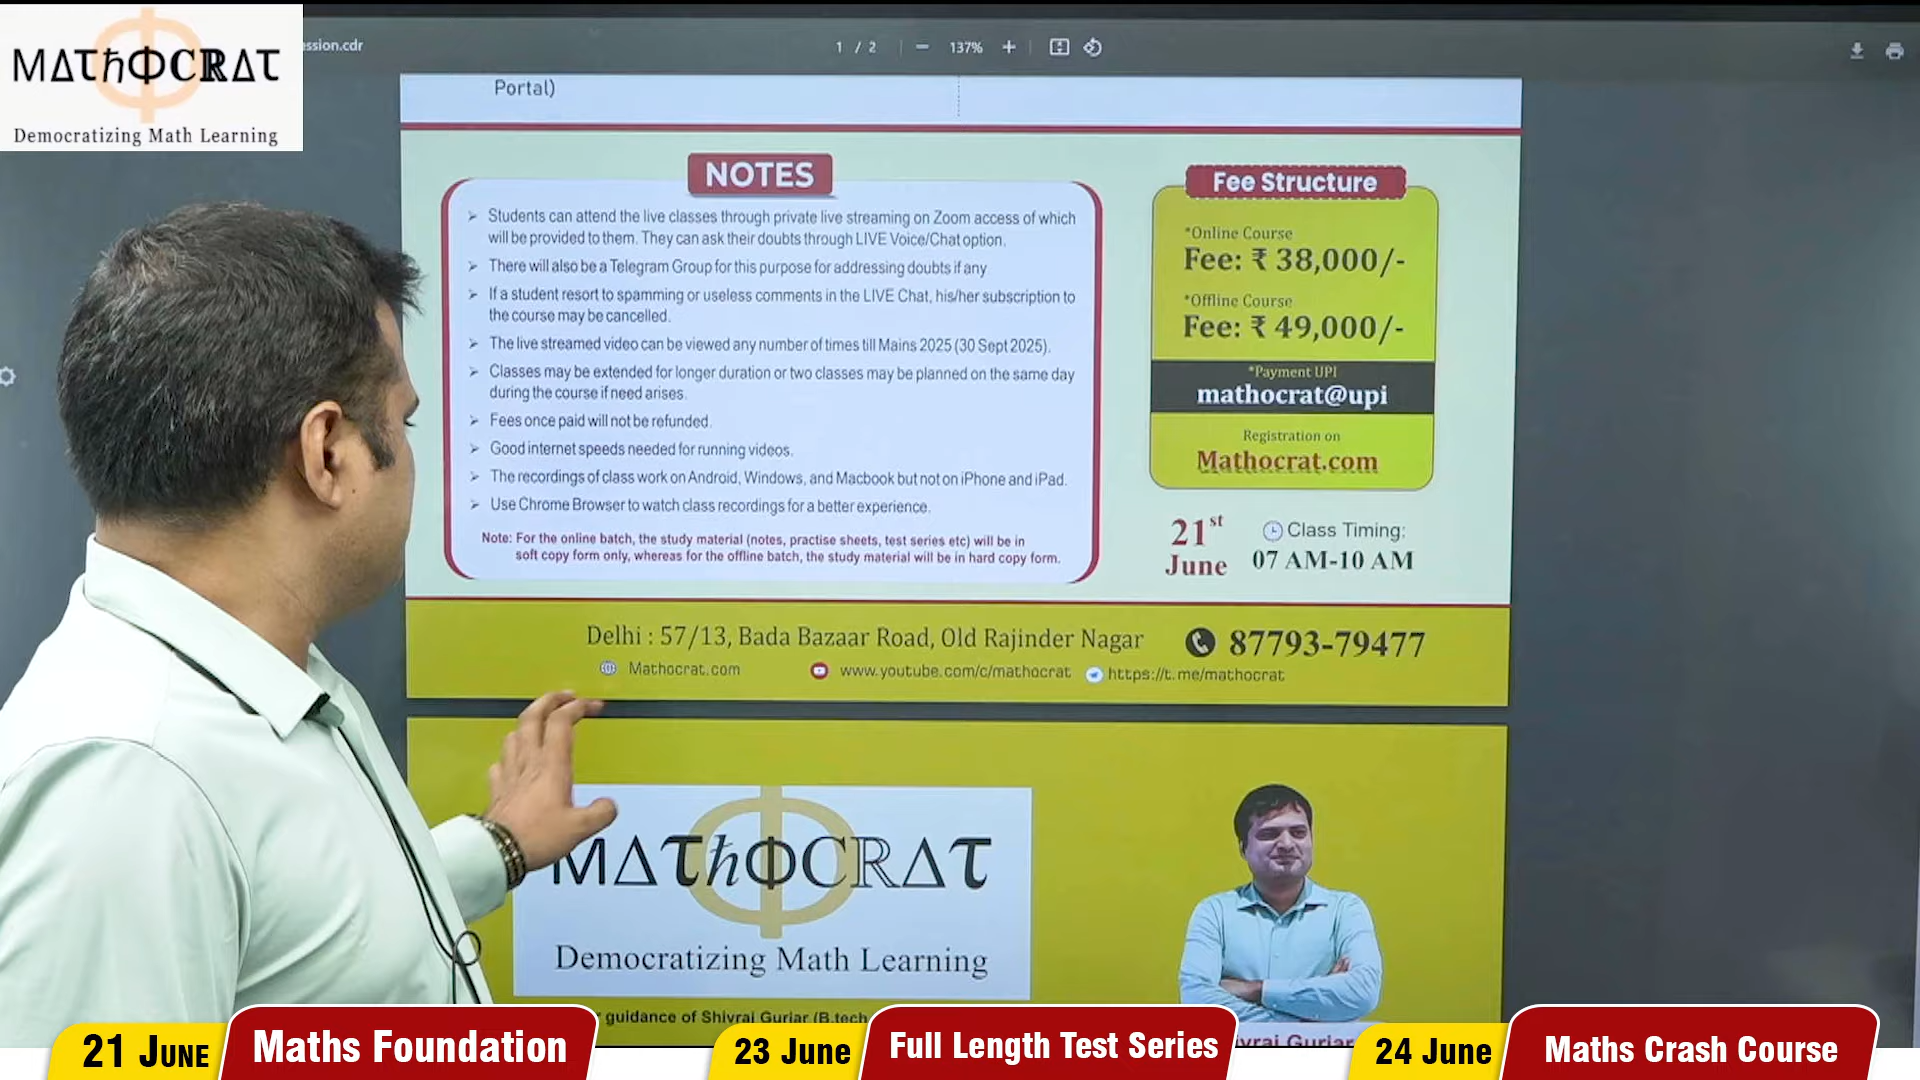 MΔτħΦCRΔτ
Democratizing Math Learning
ssion.cdr
1 / 2
137%
Portal)
NOTES
Students can attend the live classes through private live streaming on Zoom access of which
will be provided to them. They can ask their doubts through LIVE Voice/Chat option.
There will also be a Telegram Group for this purpose for addressing doubts if any
If a student resort to spamming or useless comments in the LIVE Chat, his/her subscription to
the course may be cancelled.
The live streamed video can be viewed any number of times till Mains 2025 (30 Sept 2025).
Classes may be extended for longer duration or two classes may be planned on the same day
during the course if need arises.
Fees once paid will not be refunded.
Good internet speeds needed for running videos.
The recordings of class work on Android, Windows, and Macbook but not on iPhone and iPad.
Use Chrome Browser to watch class recordings for a better experience.
Note: For the online batch, the study material (notes, practise sheets, test series etc) will be in
soft copy form only, whereas for the offline batch, the study material will be in hard copy form.
Fee Structure
*Online Course
Fee: ₹ 38,000/-
*Offline Course
Fee: ₹ 49,000/-
*Payment UPI
mathocrat@upi
Registration on
Mathocrat.com
21st
June
Class Timing:
07 AM-10 AM
Delhi : 57/13, Bada Bazaar Road, Old Rajinder Nagar
87793-79477
Mathocrat.com
www.youtube.com/c/mathocrat
https://t.me/mathocrat
MΔτħΦCRΔτ
Democratizing Math Learning
guidance of Shivraj Gurjar (B.tech
vraj Gurjar
21 June
Maths Foundation
23 June
Full Length Test Series
24 June
Maths Crash Course